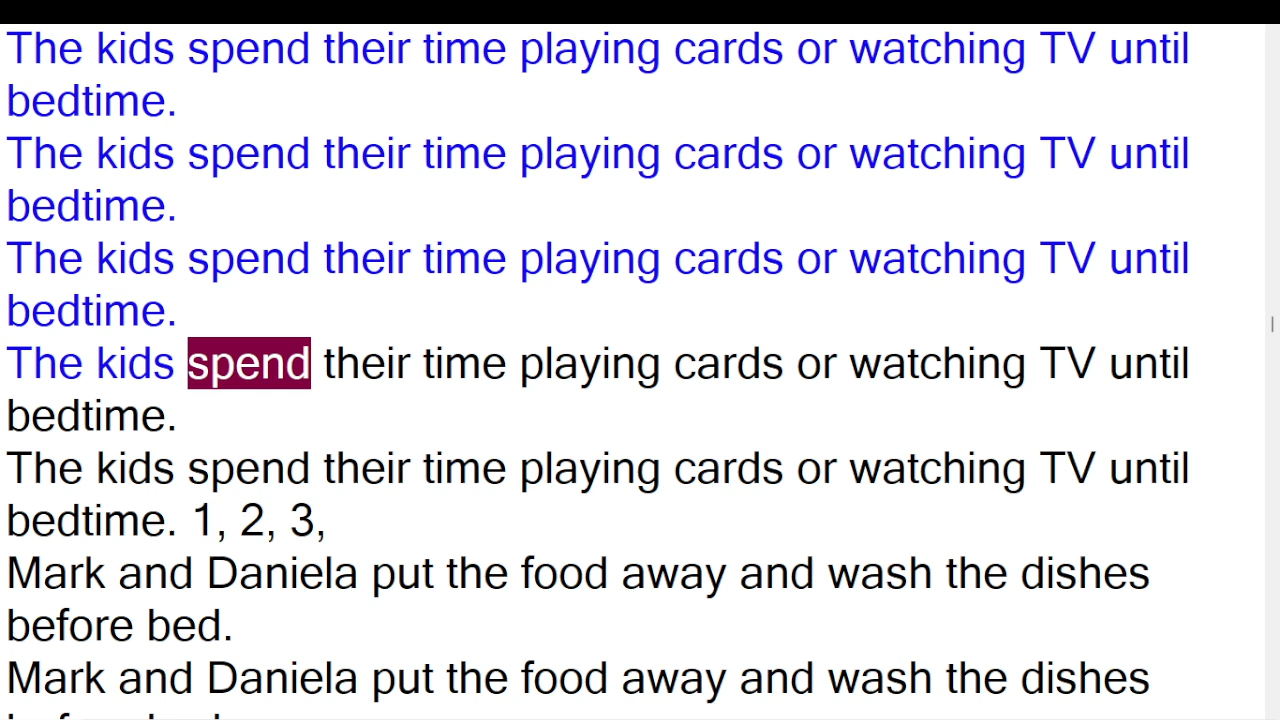 The kids spend their time playing cards or watching TV until
bedtime.
The kids spend their time playing cards or watching TV until
bedtime.
The kids spend their time playing cards or watching TV until
bedtime.
The kids spend their time playing cards or watching TV until
bedtime.
The kids spend their time playing cards or watching TV until
bedtime. 1, 2, 3,
Mark and Daniela put the food away and wash the dishes
before bed.
Mark and Daniela put the food away and wash the dishes